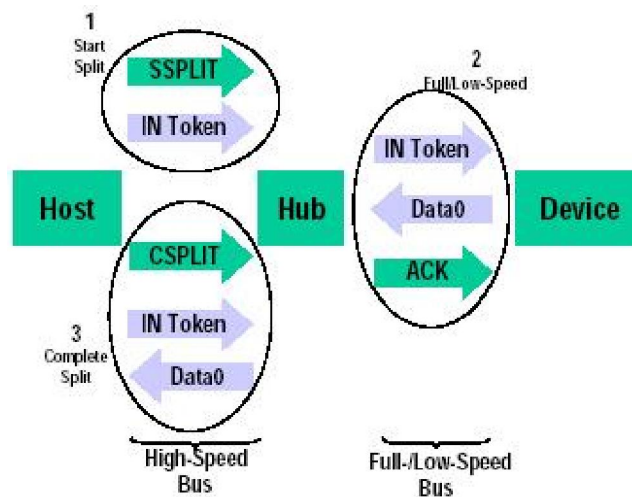 1
Start
Split
SSPLIT
IN Token
2
Full/Low-Speed
IN Token
Data0
ACK
Host
Hub
Device
CSPLIT
IN Token
Data0
3
Complete
Split
High-Speed
Bus
Full-/Low-Speed
Bus